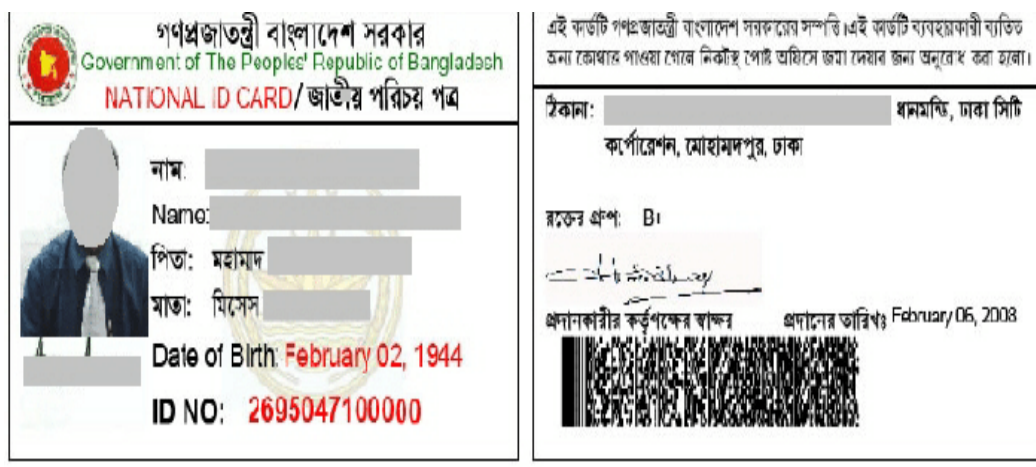 গণপ্রজাতন্ত্রী বাংলাদেশ সরকার
Government of The Peoples' Republic of Bangladesh
NATIONAL ID CARD / জাতীয় পরিচয় পত্র
নাম:
Name:
পিতা: মহাম্মদ
মাতা: মিসেস
Date of Birth: February 02, 1944
ID NO: 2695047100000
এই কার্ডটি গণপ্রজাতন্ত্রী বাংলাদেশ সরকারের সম্পত্তি। এই কার্ডটি ব্যবহারকারী ব্যতিত
অন্য কোথাও পাওয়া গেলে নিকটস্থ পোষ্ট অফিসে জমা দেয়ার জন্য অনুরোধ করা হলো।
ঠিকানা: ধানমন্ডি, ঢাকা সিটি
কর্পোরেশন, মোহাম্মদপুর, ঢাকা
রক্তের গ্রুপ:
প্রদানকারীর কর্তৃপক্ষের স্বাক্ষর প্রদানের তারিখঃ February 06, 2008